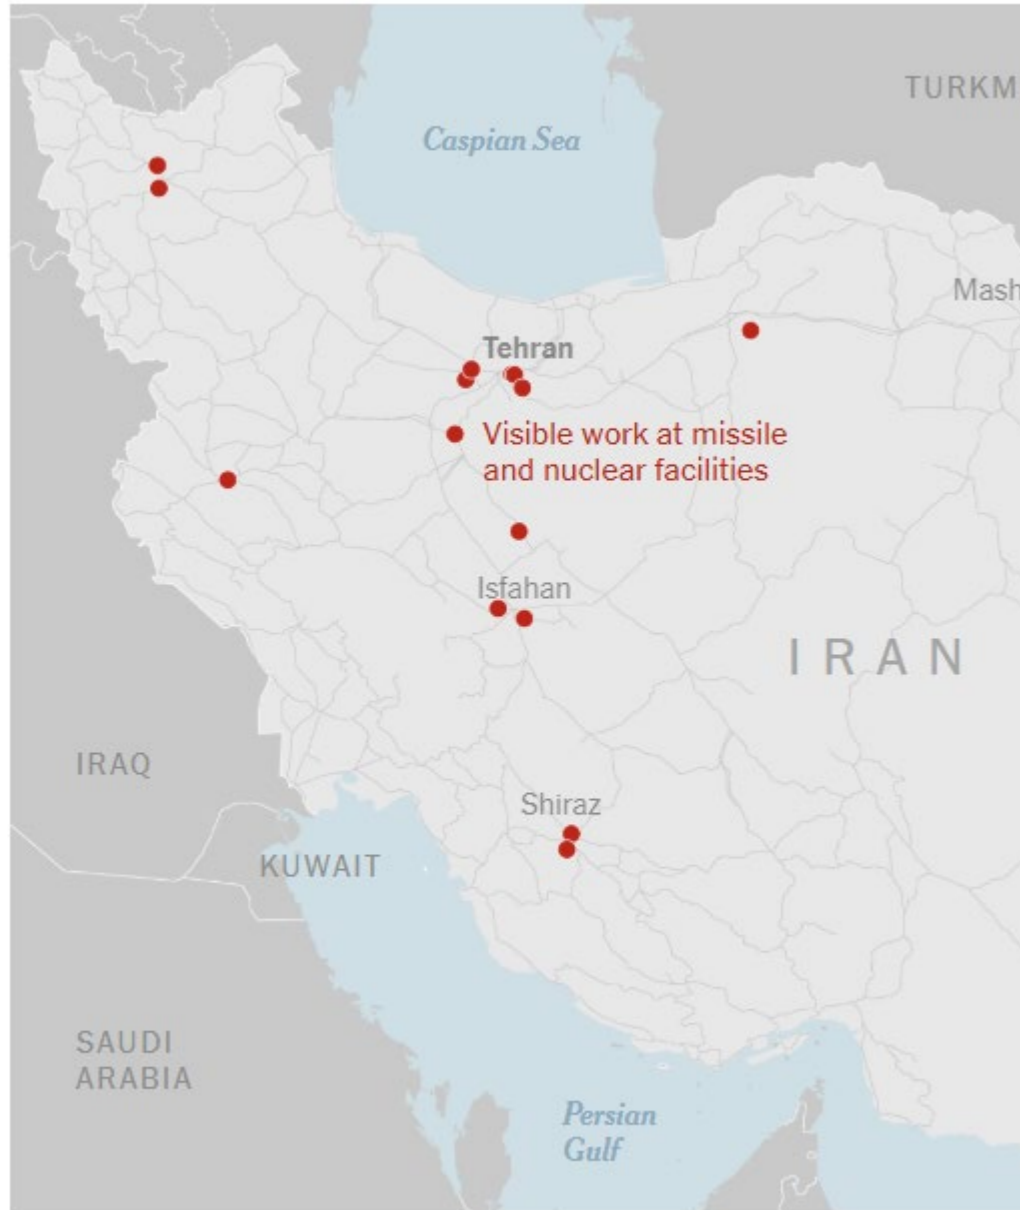 TURKM
Caspian Sea
Mash
Tehran
Visible work at missile
and nuclear facilities
Isfahan
IRAN
IRAQ
Shiraz
KUWAIT
SAUDI
ARABIA
Persian
Gulf